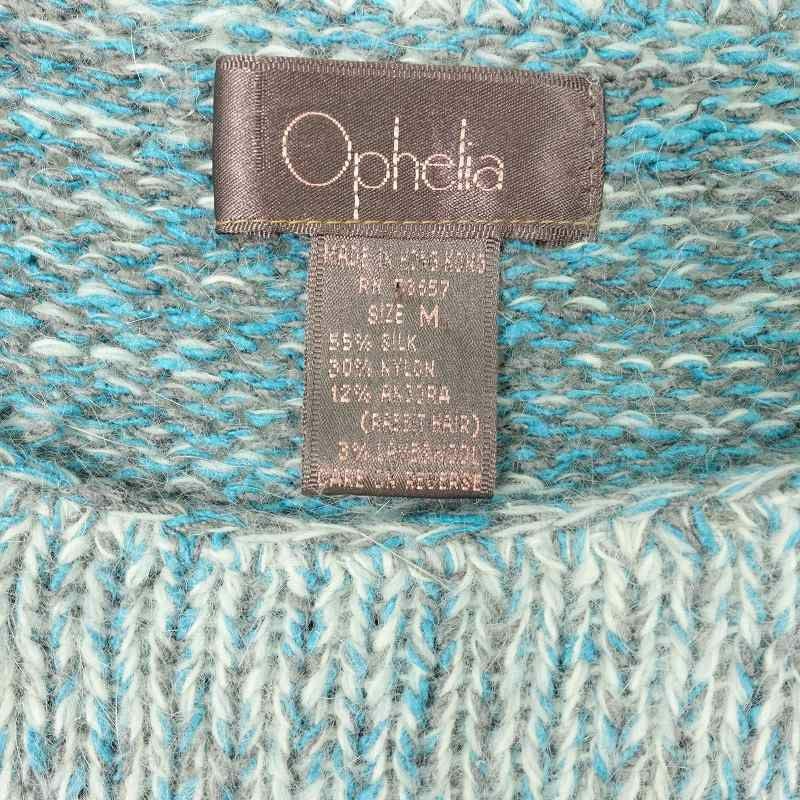 Ophelia
MADE IN HONG KONG
RN 73657
SIZE M
55% SILK
30% NYLON
12% ANGORA
(RABBIT HAIR)
3% LAMBSWOOL
CARE ON REVERSE